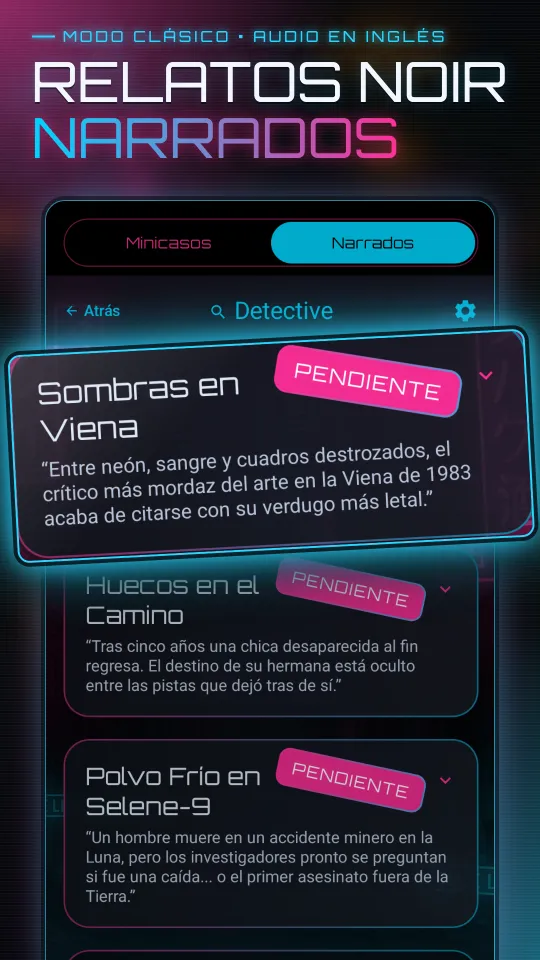 MODO CLÁSICO • AUDIO EN INGLÉS
RELATOS NOIR
NARRADOS
Minicasos
Narrados
Atrás
Detective
Sombras en
Viena
PENDIENTE
“Entre neón, sangre y cuadros destrozados, el
crítico más mordaz del arte en la Viena de 1983
acaba de citarse con su verdugo más letal.”
Huecos en el
Camino
PENDIENTE
“Tras cinco años una chica desaparecida al fin
regresa. El destino de su hermana está oculto
entre las pistas que dejó tras de sí.”
Polvo Frío en
Selene-9
PENDIENTE
“Un hombre muere en un accidente minero en la
Luna, pero los investigadores pronto se preguntan
si fue una caída... o el primer asesinato fuera de la
Tierra.”